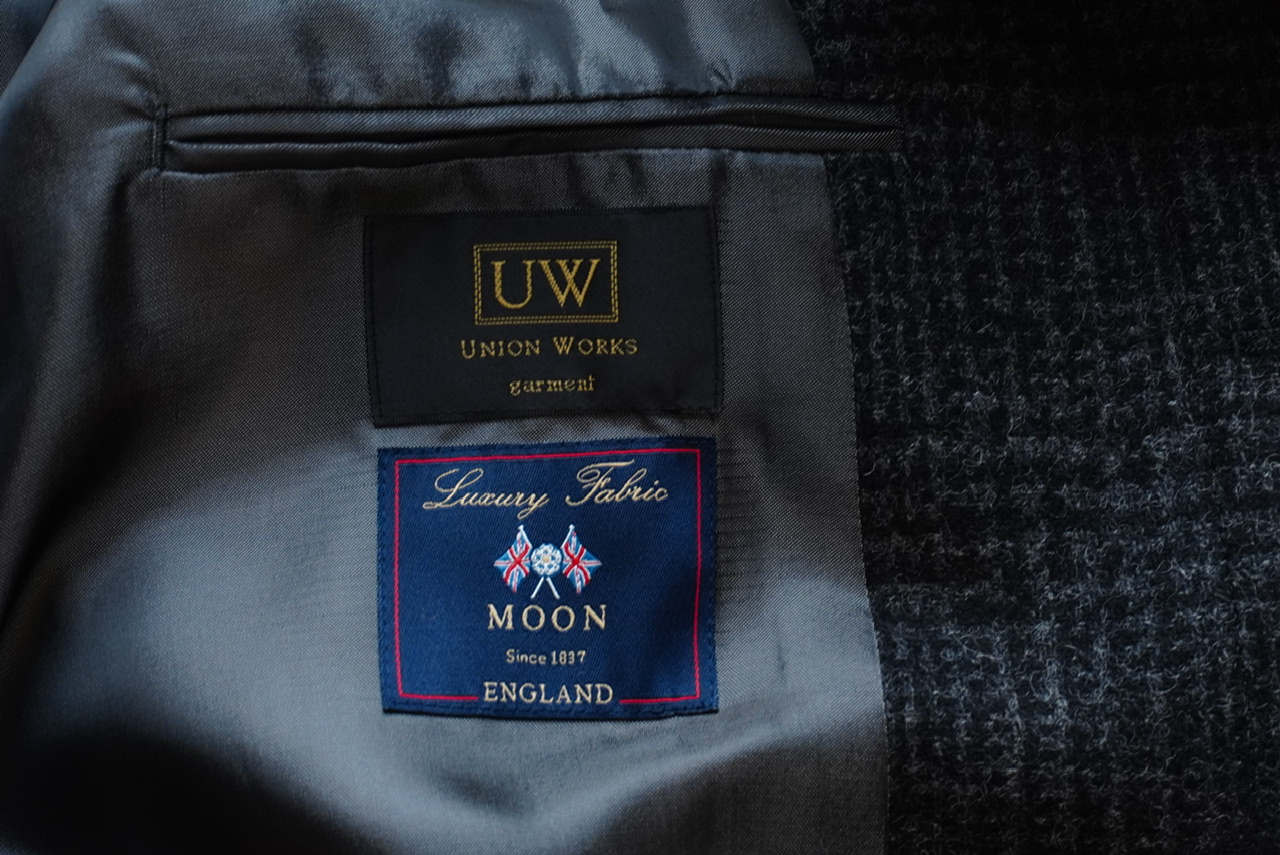 UW
UNION WORKS
garment
Luxury Fabric
MOON
Since 1837
ENGLAND